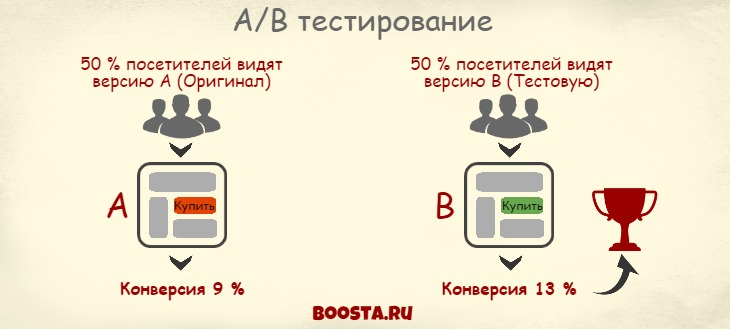 А/В тестирование
50 % посетителей видят
версию А (Оригинал)
50 % посетителей видят
версию В (Тестовую)
А
Купить
В
Купить
Конверсия 9 %
Конверсия 13 %
BOOSTA.RU